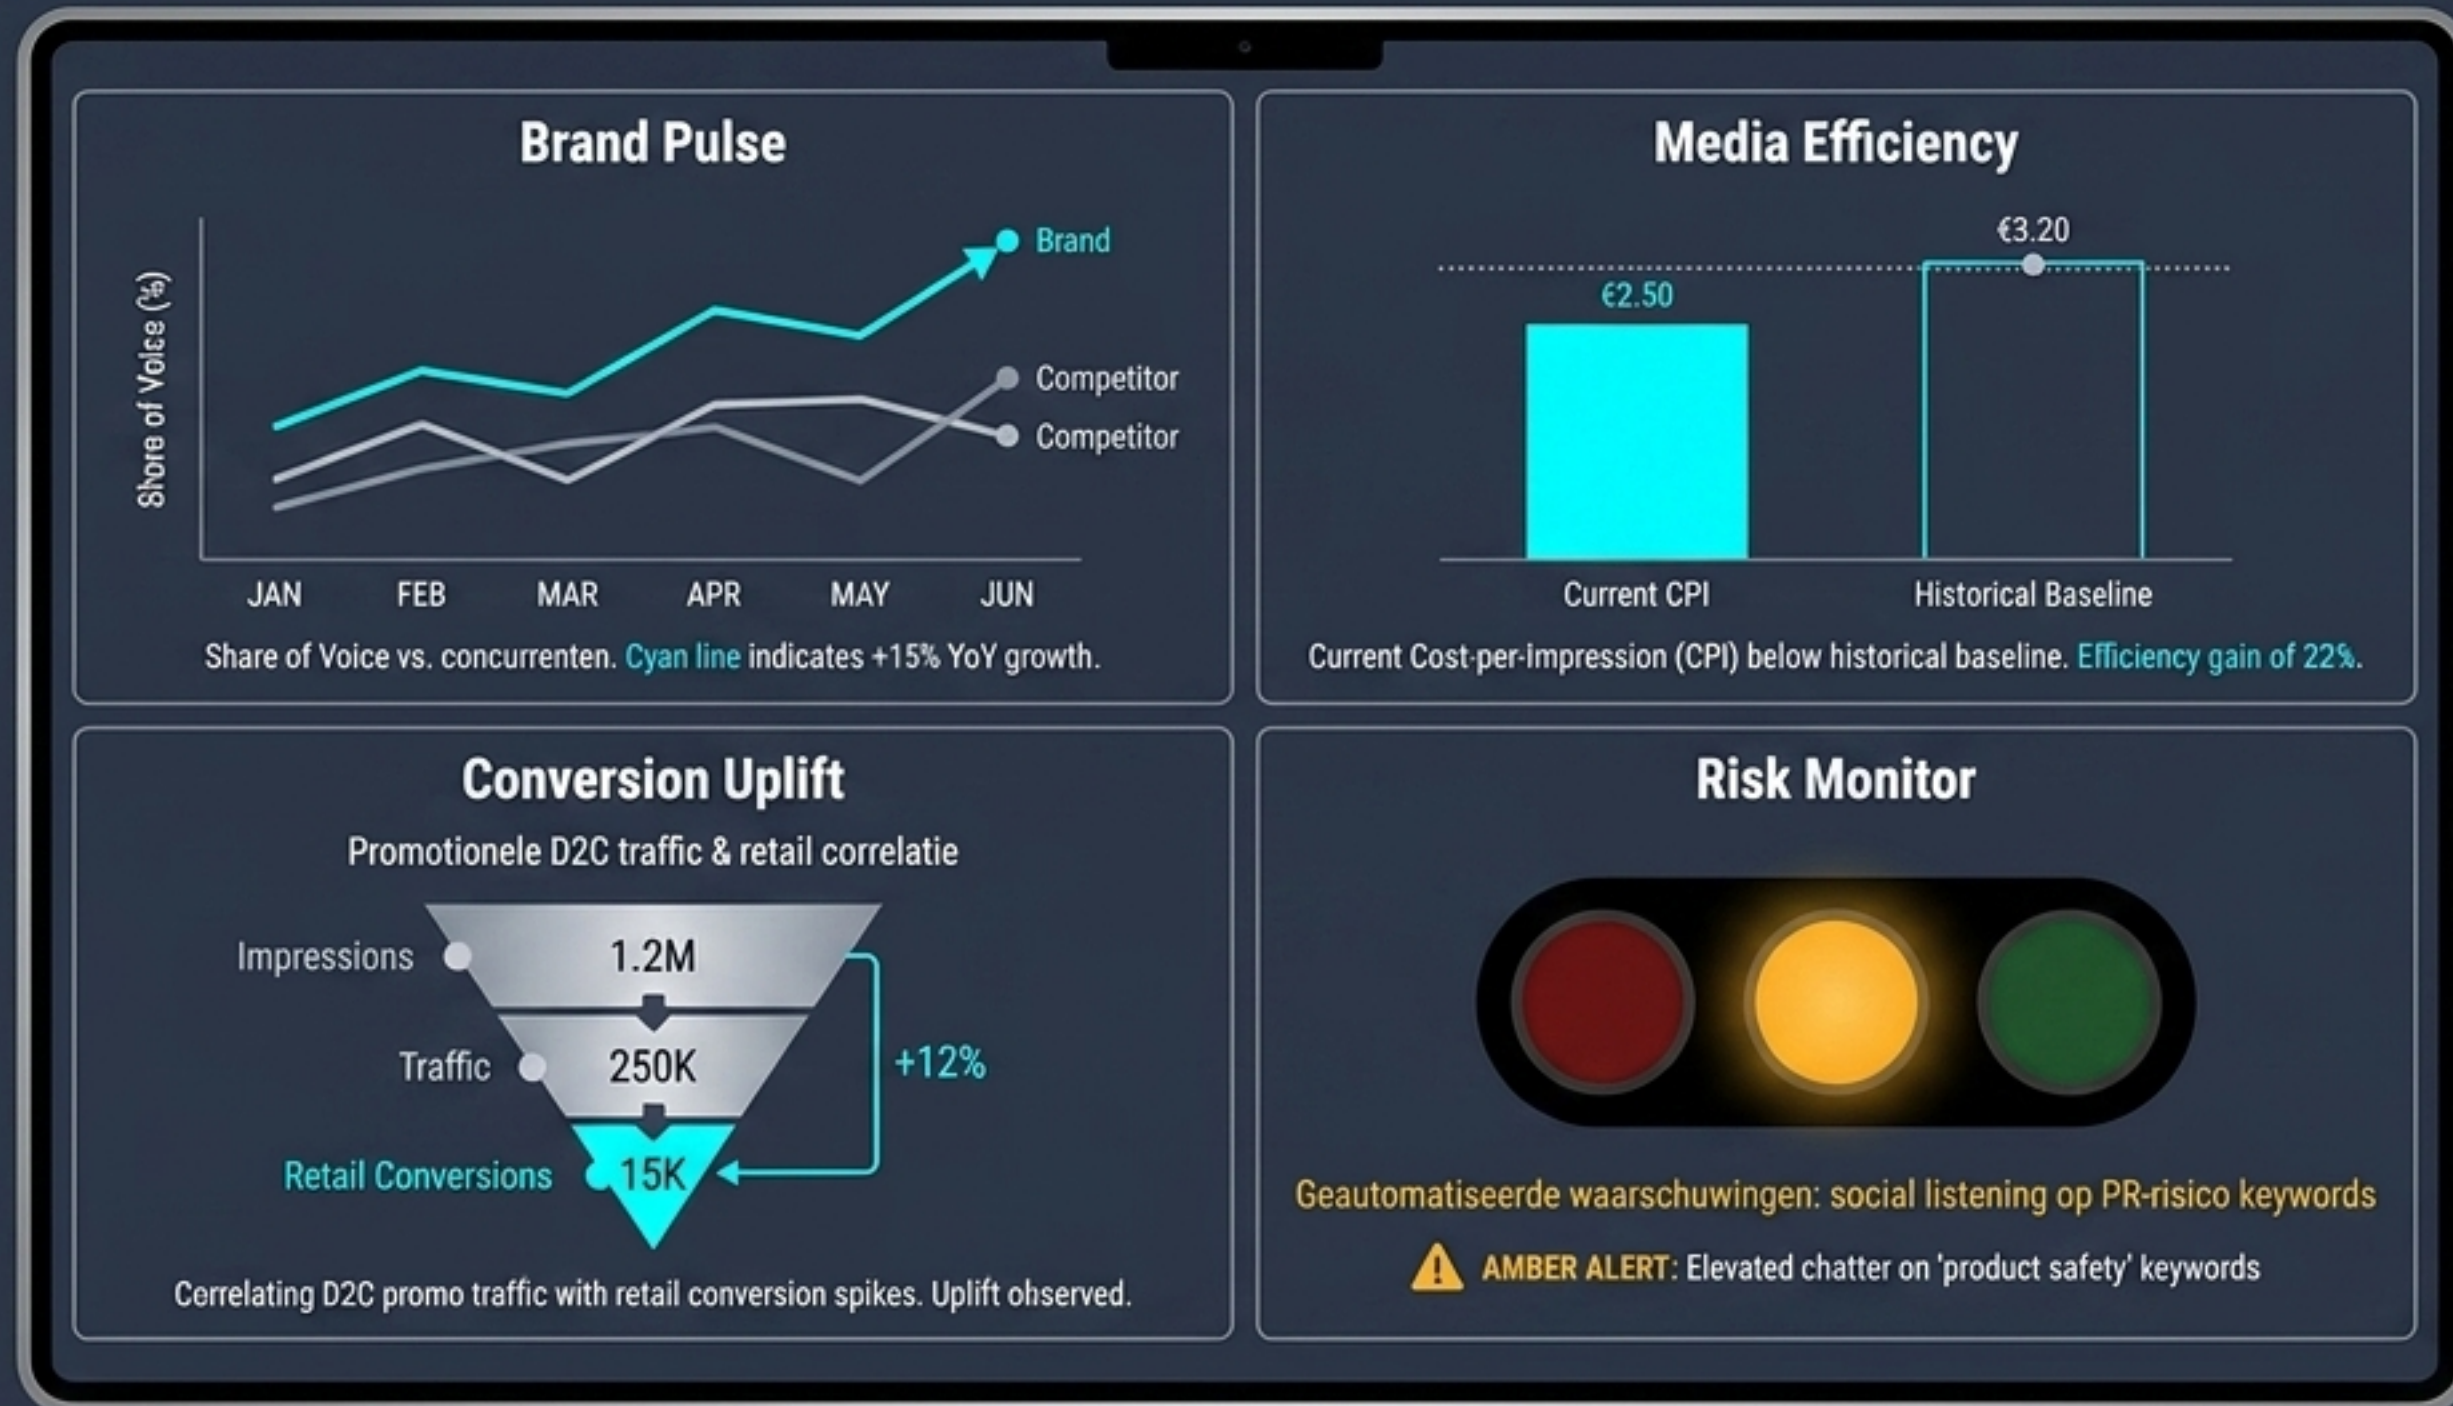 Brand Pulse
Share of Voice (%)
Brand
Competitor
Competitor
JAN FEB MAR APR MAY JUN
Share of Voice vs. concurrenten. Cyan line indicates +15% YoY growth.
Media Efficiency
€3.20
€2.50
Current CPI Historical Baseline
Current Cost-per-Impression (CPI) below historical baseline. Efficiency gain of 22%.
Conversion Uplift
Promotionele D2C traffic & retail correlatie
Impressions 1.2M
Traffic 250K
+12%
Retail Conversions 15K
Correlating D2C promo traffic with retail conversion spikes. Uplift observed.
Risk Monitor
Geautomatiseerde waarschuwingen: social listening op PR-risico keywords
AMBER ALERT: Elevated chatter on 'product safety' keywords